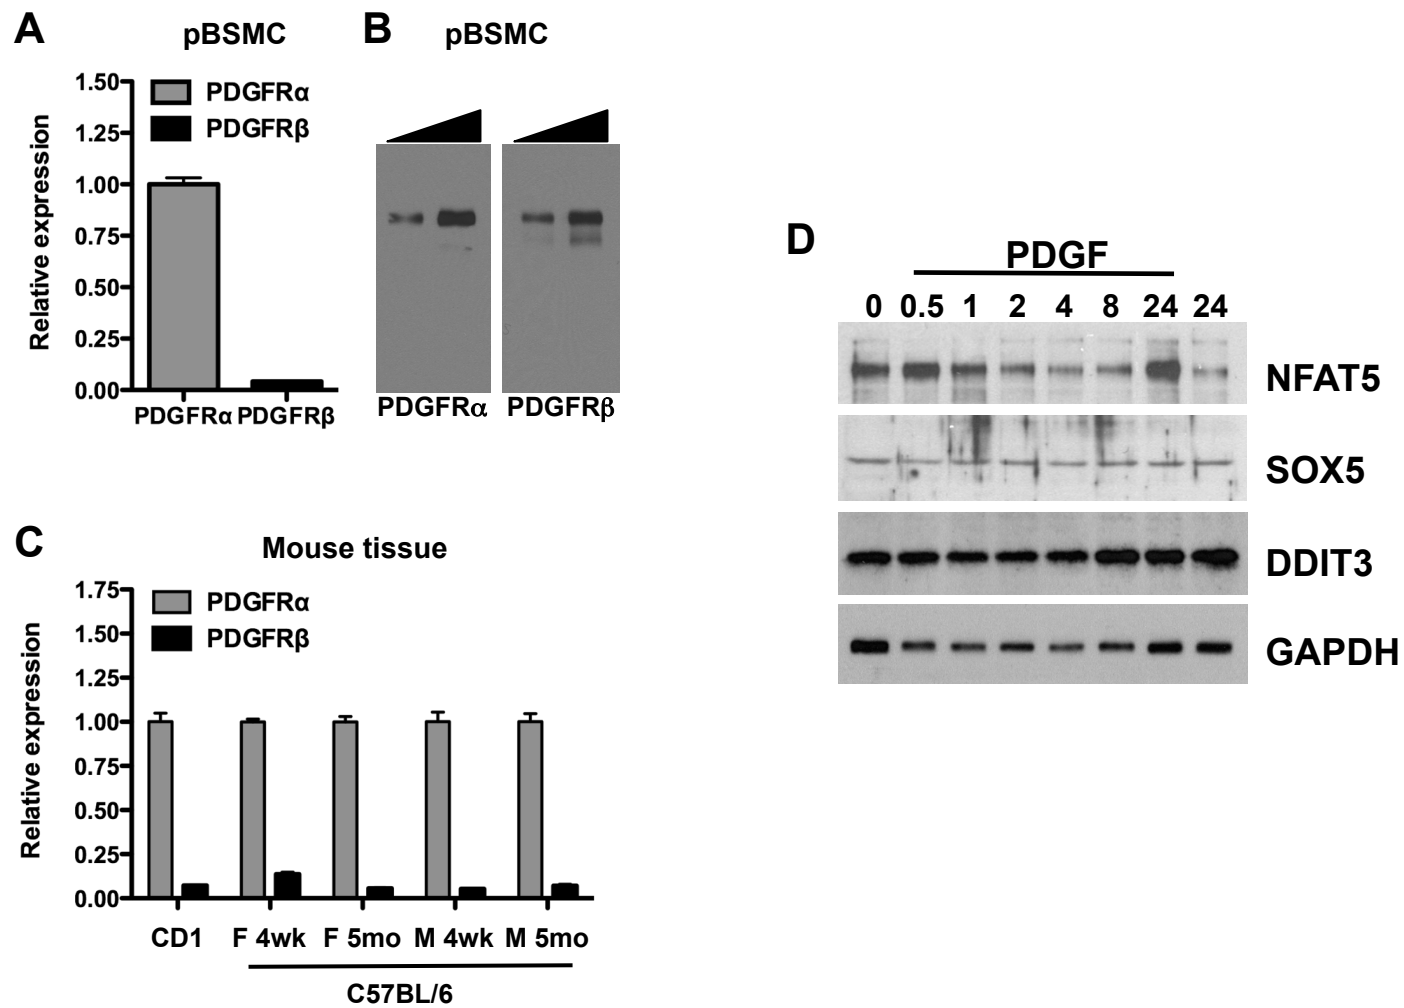 A
pBSMC
1.50
1.25
1.00
0.75
0.50
0.25
0.00
Relative expression
PDGFRα
PDGFRβ
PDGFRα PDGFRβ
B
pBSMC
PDGFRα PDGFRβ
C
Mouse tissue
1.75
1.50
1.25
1.00
0.75
0.50
0.25
0.00
Relative expression
PDGFRα
PDGFRβ
CD1 F 4wk F 5mo M 4wk M 5mo
C57BL/6
D
PDGF
0 0.5 1 2 4 8 24 24
NFAT5
SOX5
DDIT3
GAPDH